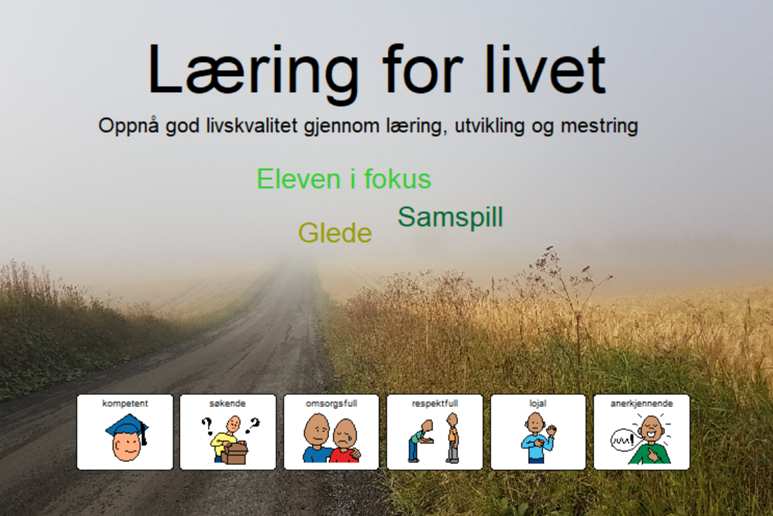 Læring for livet
Oppnå god livskvalitet gjennom læring, utvikling og mestring
Eleven i fokus
Samspill
Glede
kompetent
søkende
omsorgsfull
respektfull
lojal
anerkjennende